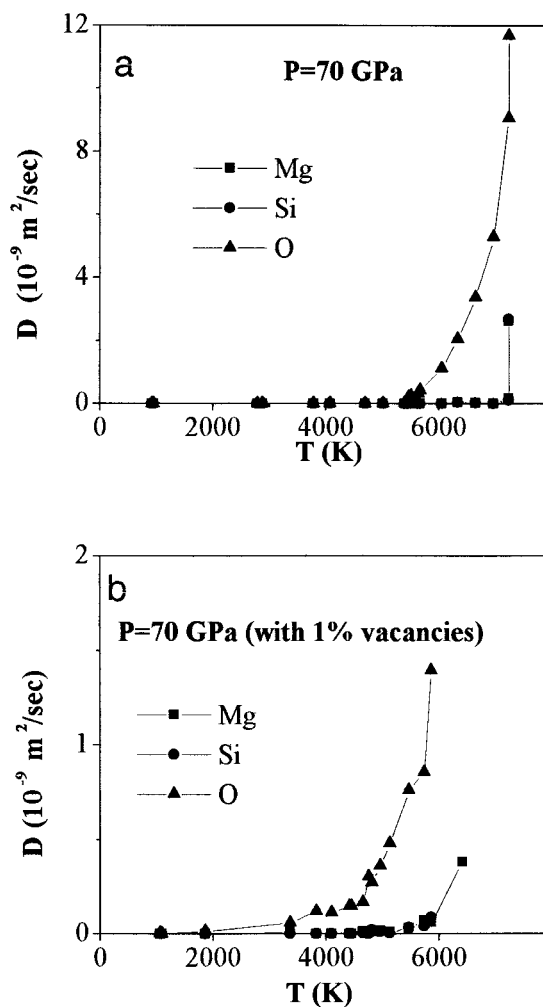 a
P=70 GPa
Mg
Si
O
D (10⁻⁹ m²/sec)
12
8
4
0
0 2000 4000 6000
T (K)
b
P=70 GPa (with 1% vacancies)
Mg
Si
O
D (10⁻⁹ m²/sec)
2
1
0
0 2000 4000 6000
T (K)